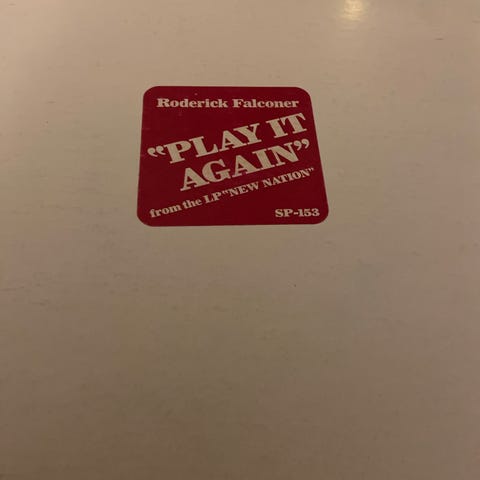 Roderick Falconer
“PLAY IT
AGAIN”
from the LP "NEW NATION"
SP-153